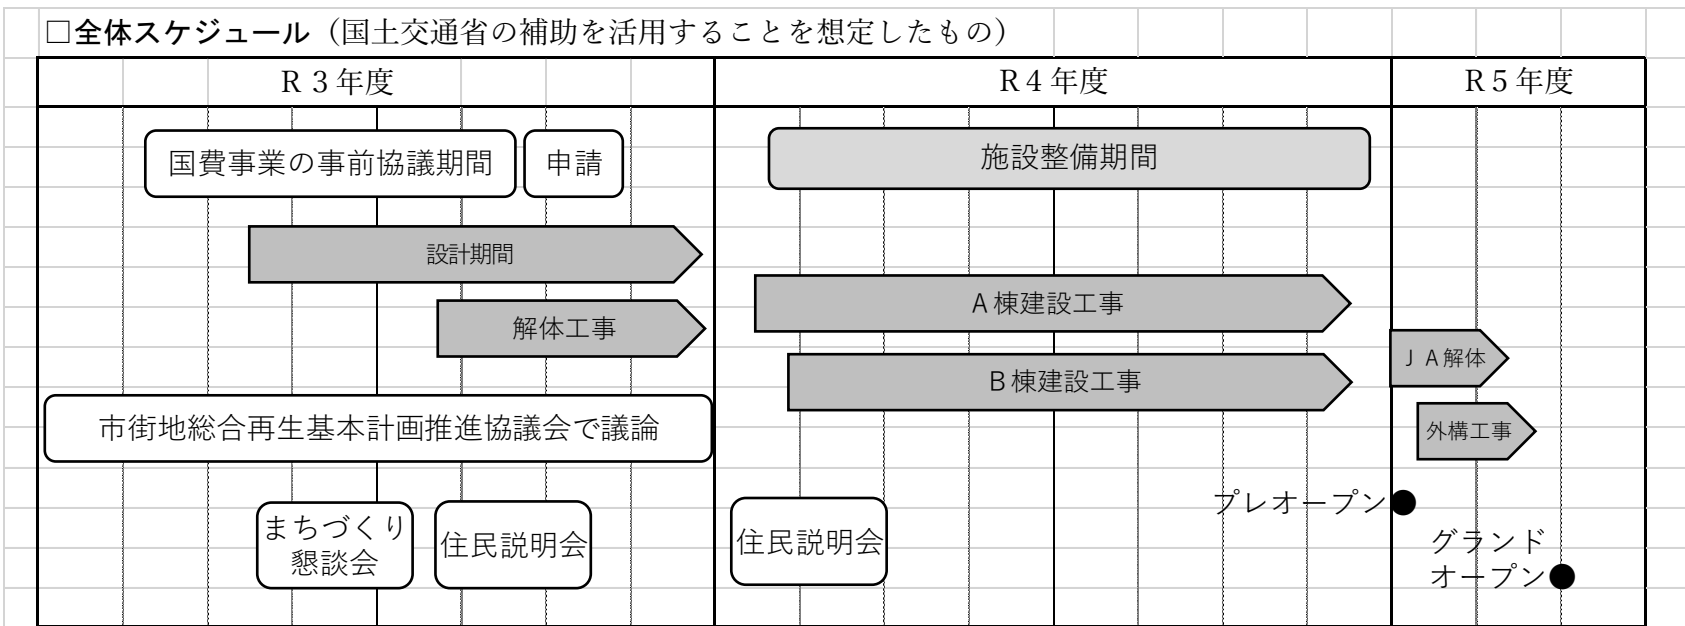 □全体スケジュール（国土交通省の補助を活用することを想定したもの）
Ｒ３年度
Ｒ４年度
Ｒ５年度
国費事業の事前協議期間
申請
施設整備期間
設計期間
Ａ棟建設工事
解体工事
ＪＡ解体
Ｂ棟建設工事
市街地総合再生基本計画推進協議会で議論
外構工事
プレオープン
まちづくり
懇談会
住民説明会
住民説明会
グランド
オープン